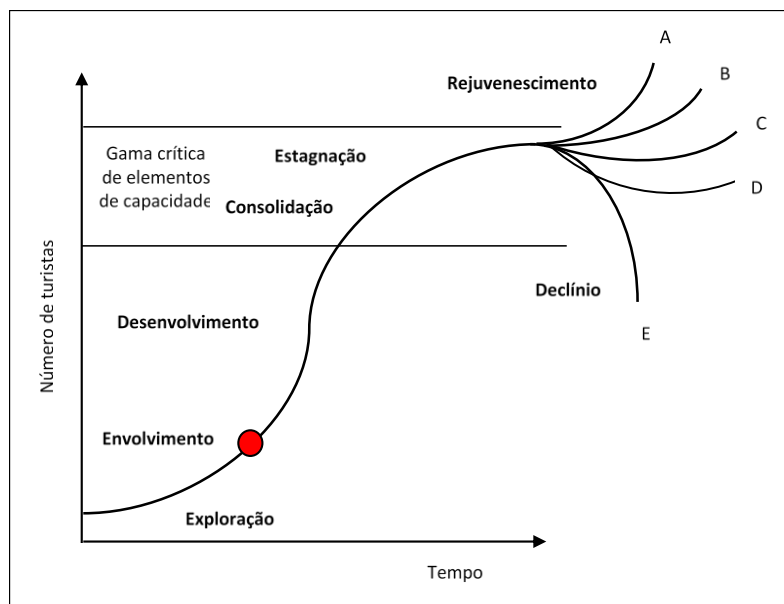 A
Rejuvenescimento
B
C
Gama crítica
de elementos
de capacidade
Estagnação
Consolidação
D
Declínio
E
Desenvolvimento
Número de turistas
Envolvimento
Exploração
Tempo